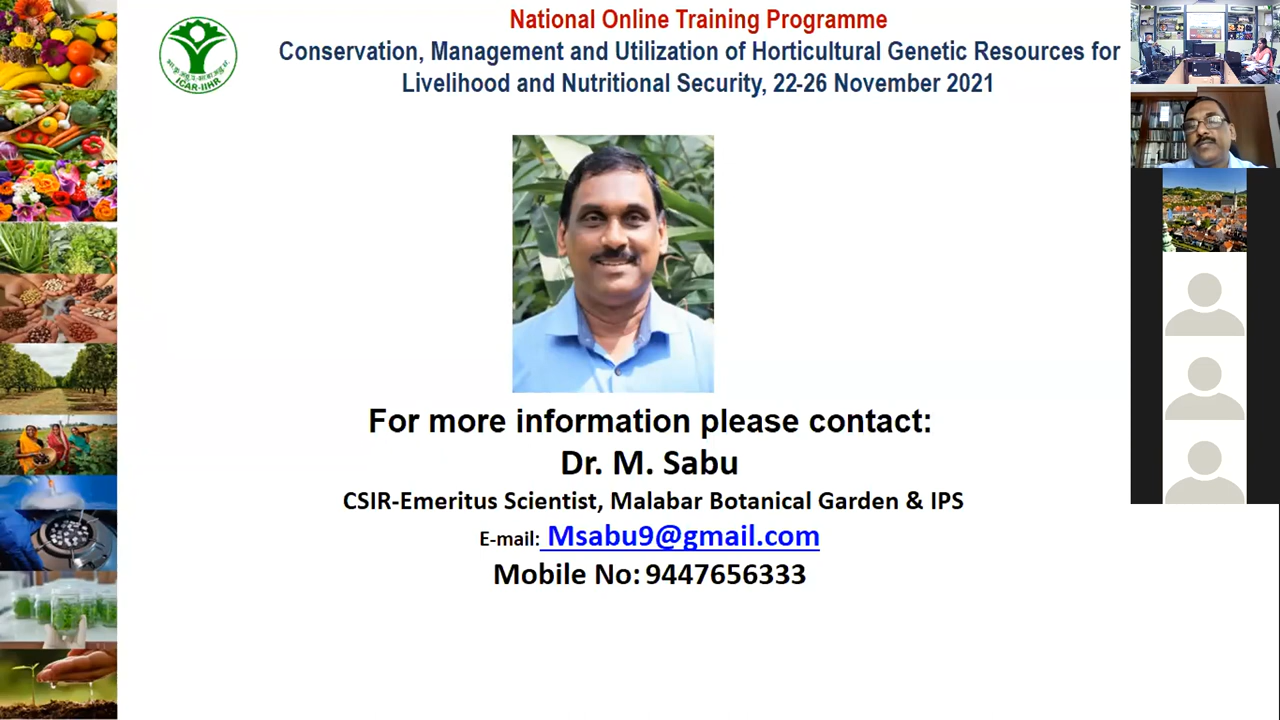 National Online Training Programme
Conservation, Management and Utilization of Horticultural Genetic Resources for
Livelihood and Nutritional Security, 22-26 November 2021
ICAR-IIHR
For more information please contact:
Dr. M. Sabu
CSIR-Emeritus Scientist, Malabar Botanical Garden & IPS
E-mail: Msabu9@gmail.com
Mobile No: 9447656333